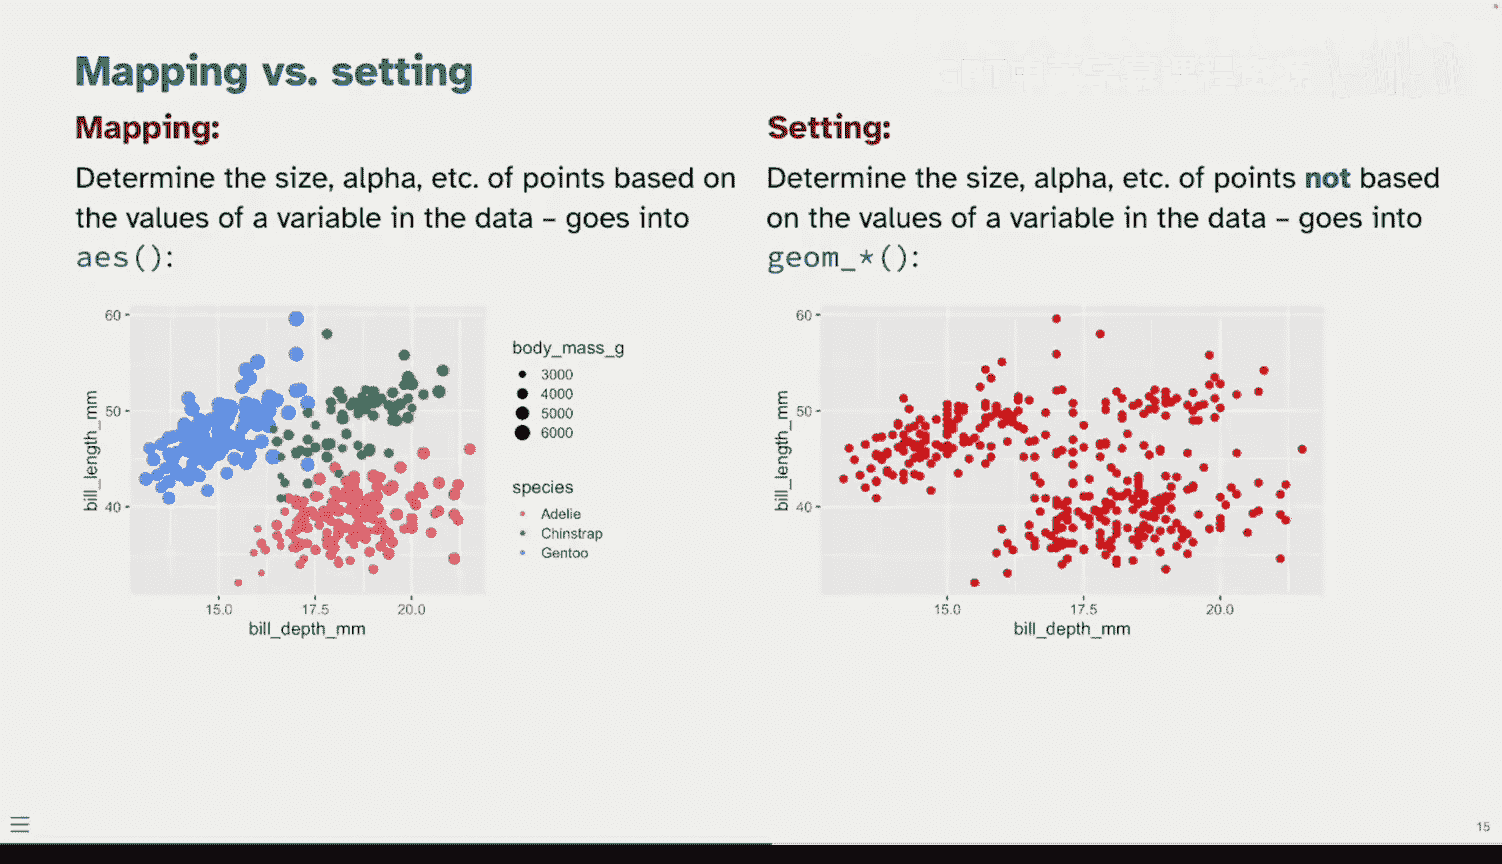 Mapping vs. setting
Mapping:
Determine the size, alpha, etc. of points based on
the values of a variable in the data – goes into
aes():
60
50
40
bill_length_mm
15.0 17.5 20.0
bill_depth_mm
body_mass_g
3000
4000
5000
6000
species
Adelie
Chinstrap
Gentoo
Setting:
Determine the size, alpha, etc. of points not based
on the values of a variable in the data – goes into
geom_*():
60
50
40
bill_length_mm
15.0 17.5 20.0
bill_depth_mm
15